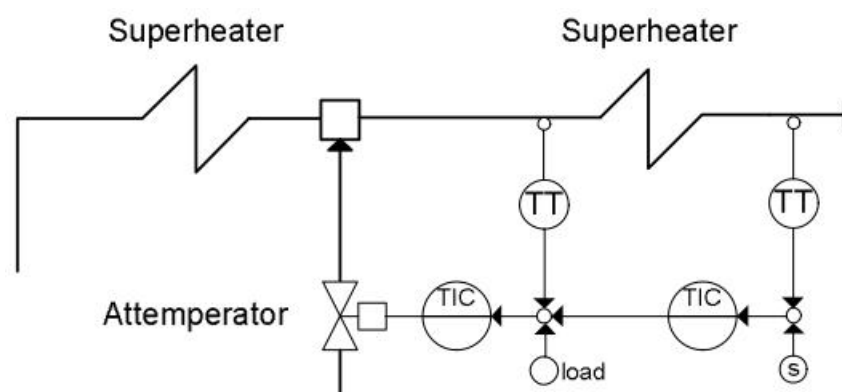 Superheater
Superheater
TT
TT
Attemperator
TIC
TIC
load
s